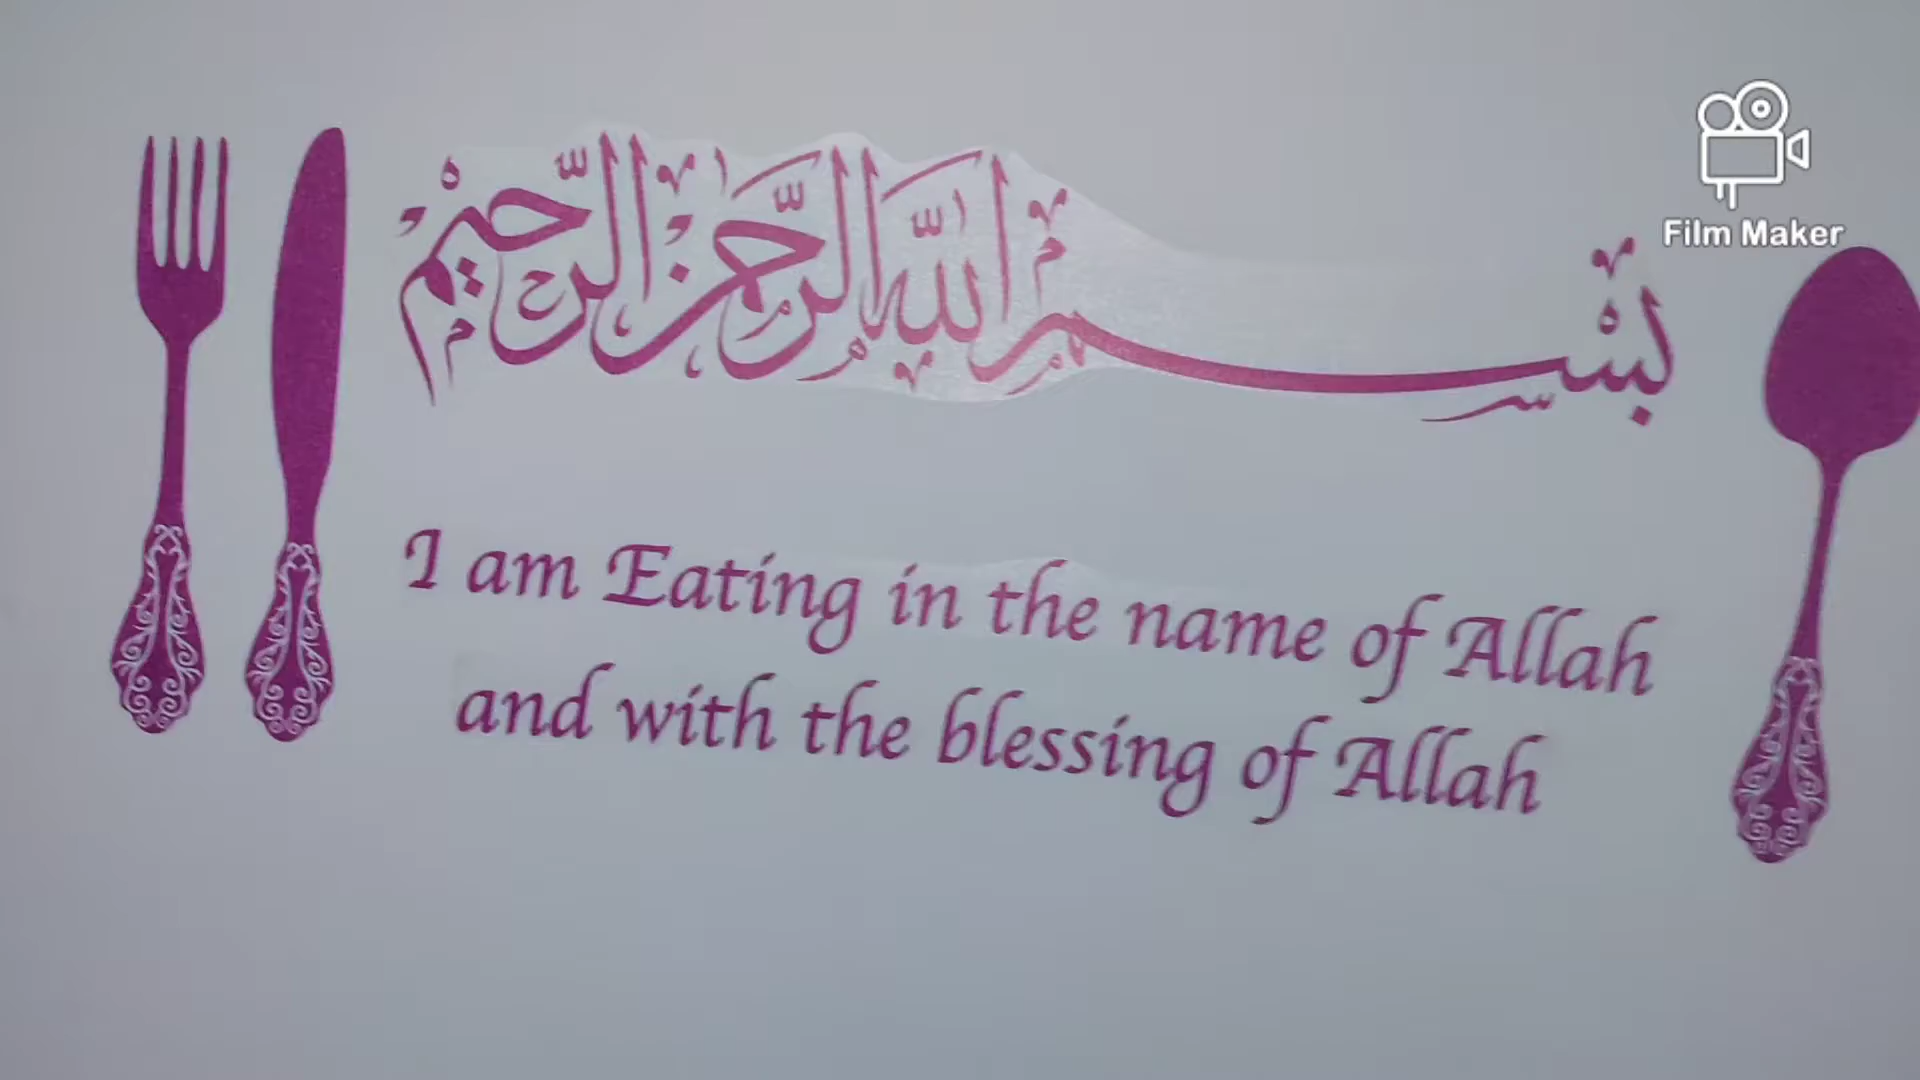 بسم الله الرحمن الرحيم
I am Eating in the name of Allah
and with the blessing of Allah
Film Maker